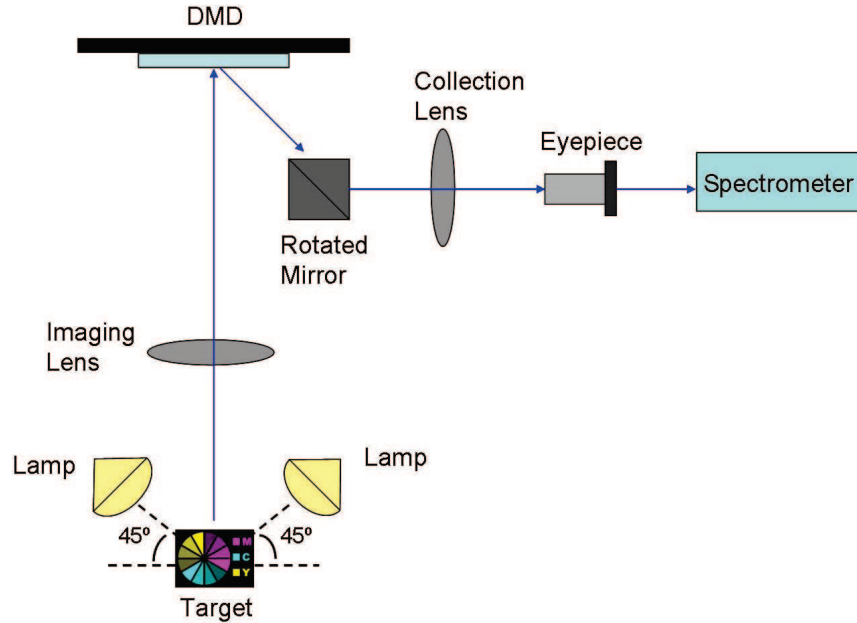 DMD
Collection
Lens
Eyepiece
Spectrometer
Rotated
Mirror
Imaging
Lens
Lamp
Lamp
45º
45º
M
C
Y
Target